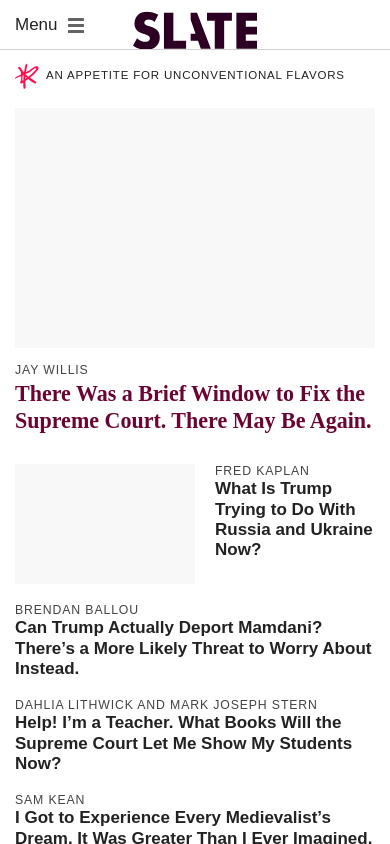 Menu
SLATE
AN APPETITE FOR UNCONVENTIONAL FLAVORS
JAY WILLIS
There Was a Brief Window to Fix the
Supreme Court. There May Be Again.
FRED KAPLAN
What Is Trump
Trying to Do With
Russia and Ukraine
Now?
BRENDAN BALLOU
Can Trump Actually Deport Mamdani?
There’s a More Likely Threat to Worry About
Instead.
DAHLIA LITHWICK AND MARK JOSEPH STERN
Help! I’m a Teacher. What Books Will the
Supreme Court Let Me Show My Students
Now?
SAM KEAN
I Got to Experience Every Medievalist’s
Dream. It Was Greater Than I Ever Imagined.